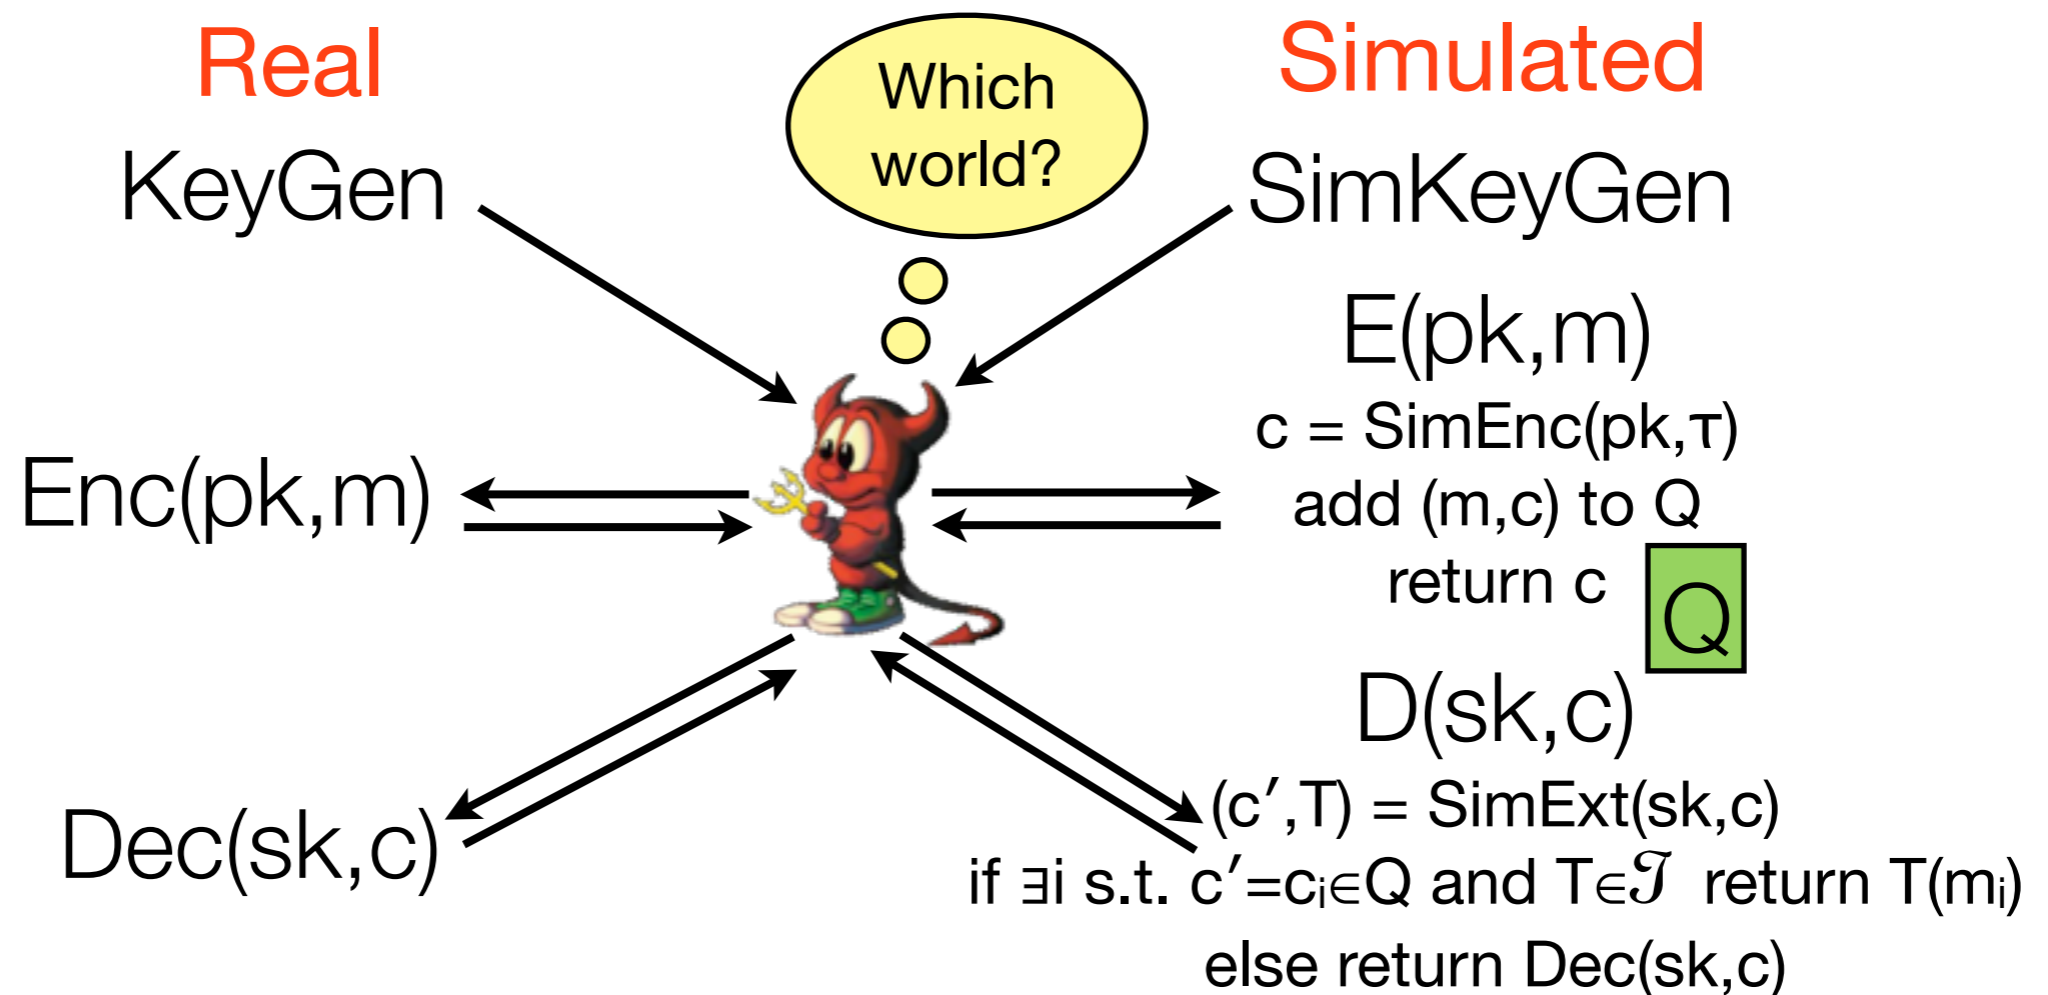 Real
KeyGen
Enc(pk,m)
Dec(sk,c)
Which
world?
Simulated
SimKeyGen
E(pk,m)
c = SimEnc(pk,τ)
add (m,c) to Q
return c
Q
D(sk,c)
(c′,T) = SimExt(sk,c)
if ∃i s.t. c′=cᵢ∈Q and T∈𝒯 return T(mᵢ)
else return Dec(sk,c)